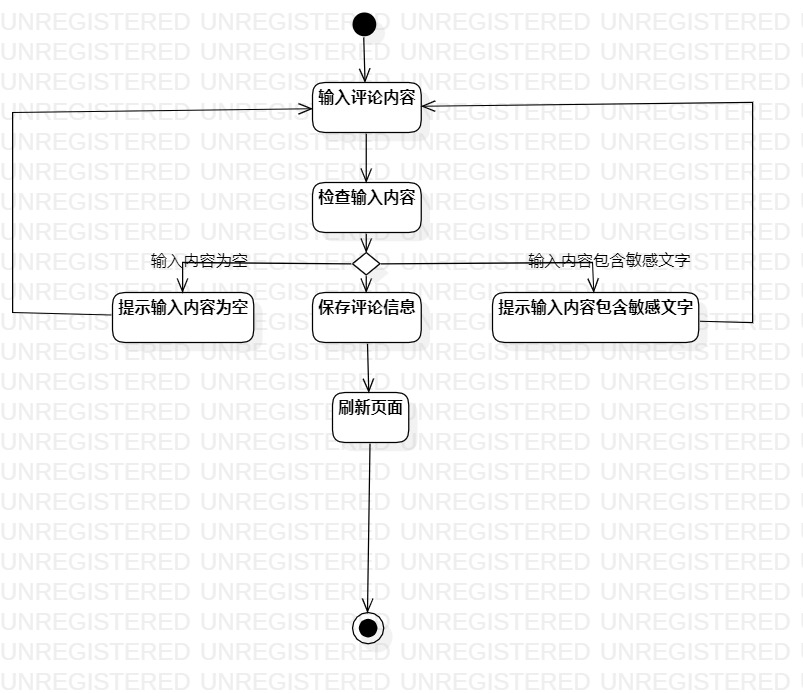 输入评论内容
检查输入内容
输入内容为空
输入内容包含敏感文字
提示输入内容为空
保存评论信息
提示输入内容包含敏感文字
刷新页面
UNREGISTERED